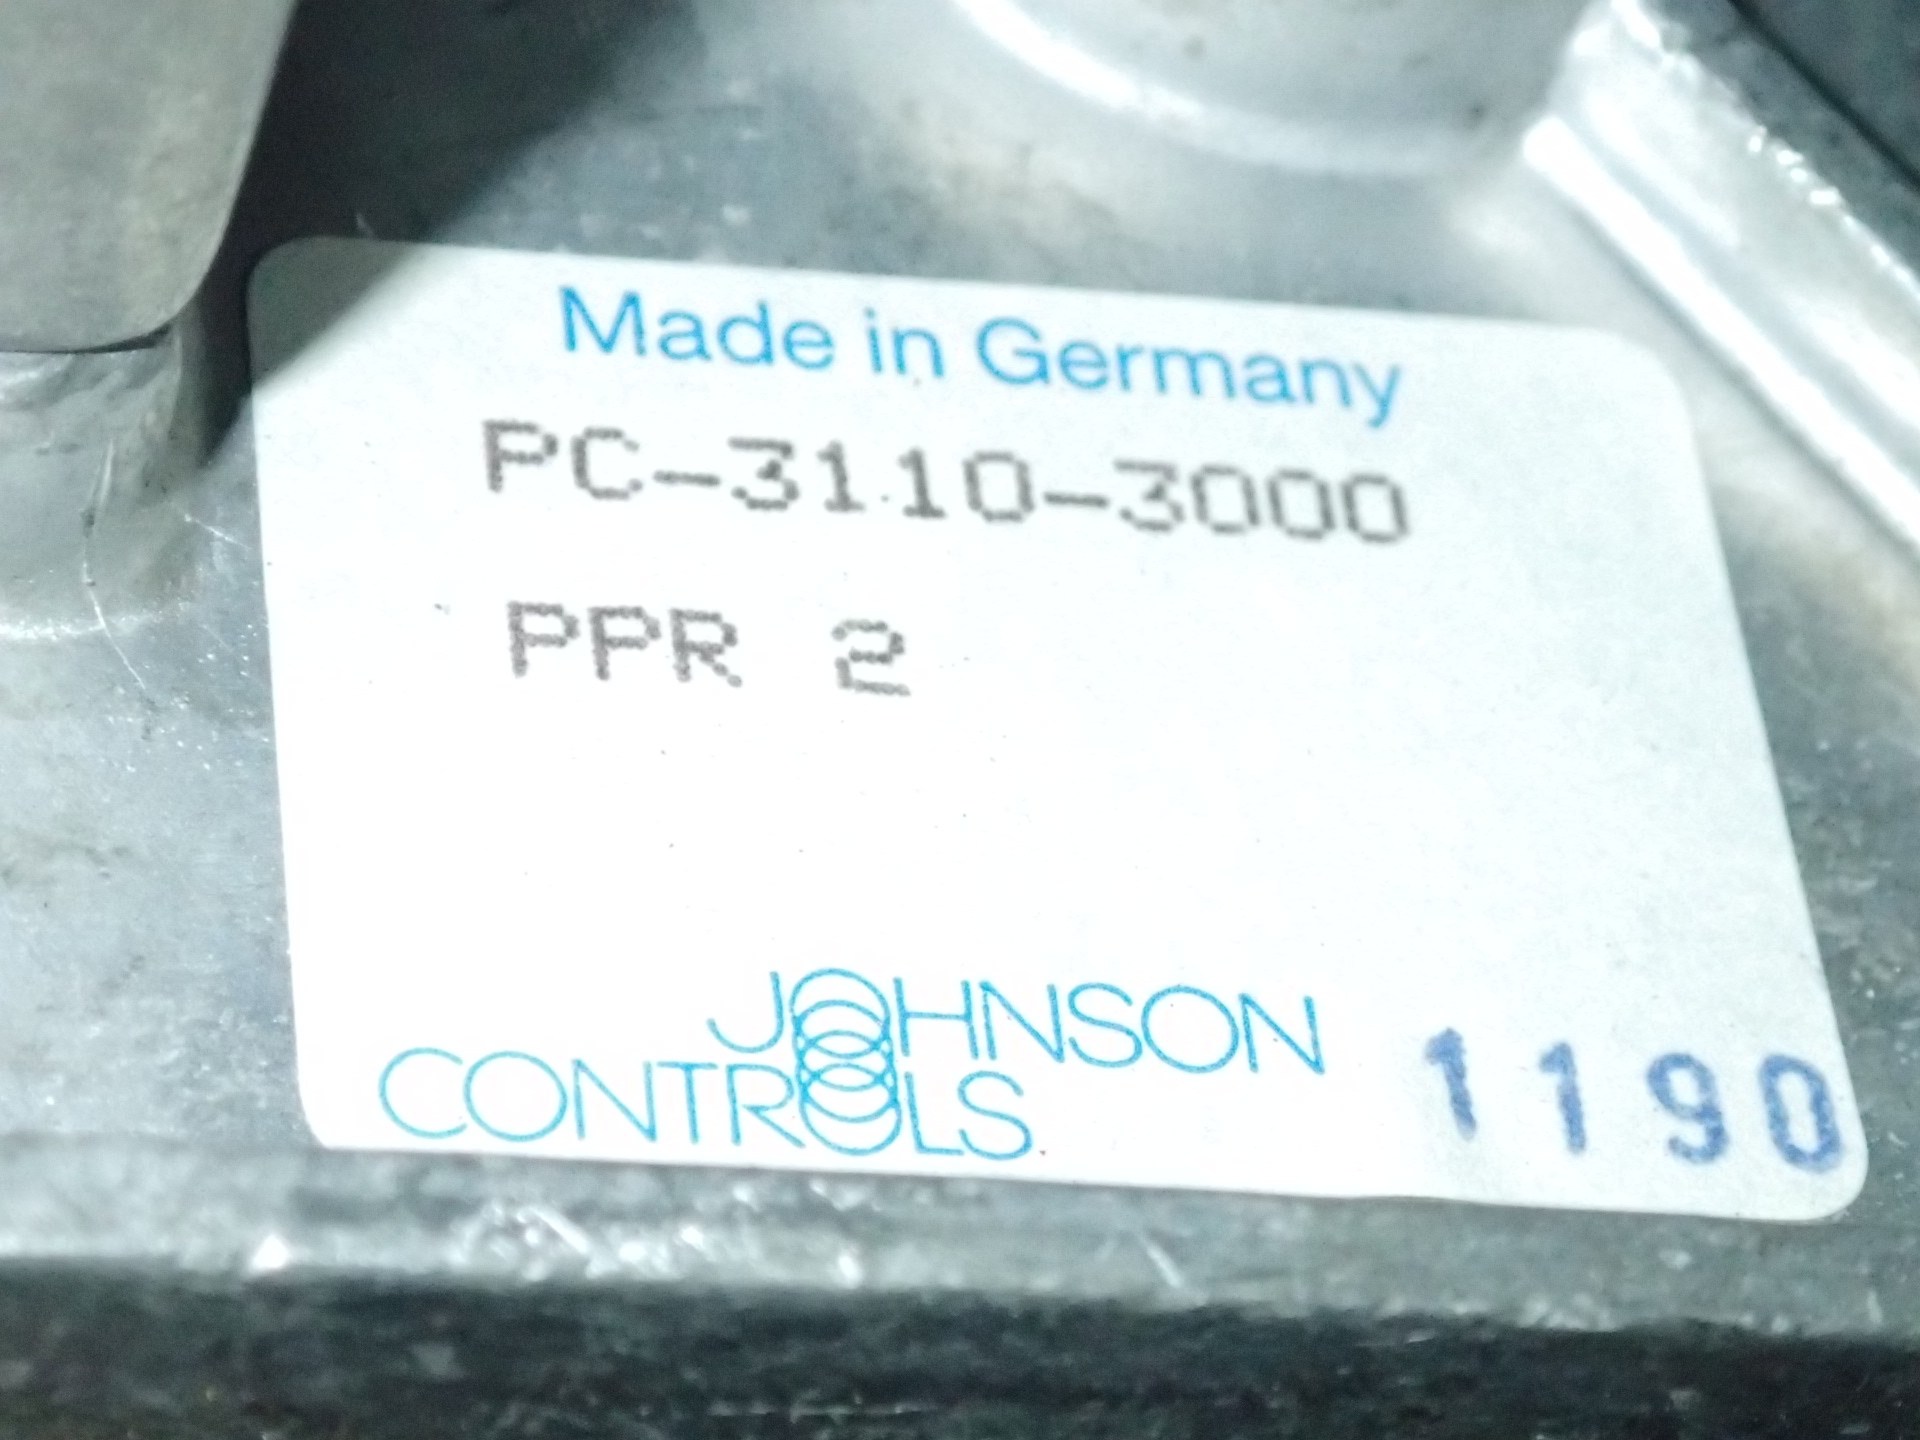 Made in Germany
PC-3110-3000
PPR 2
JOHNSON
CONTROLS
1190